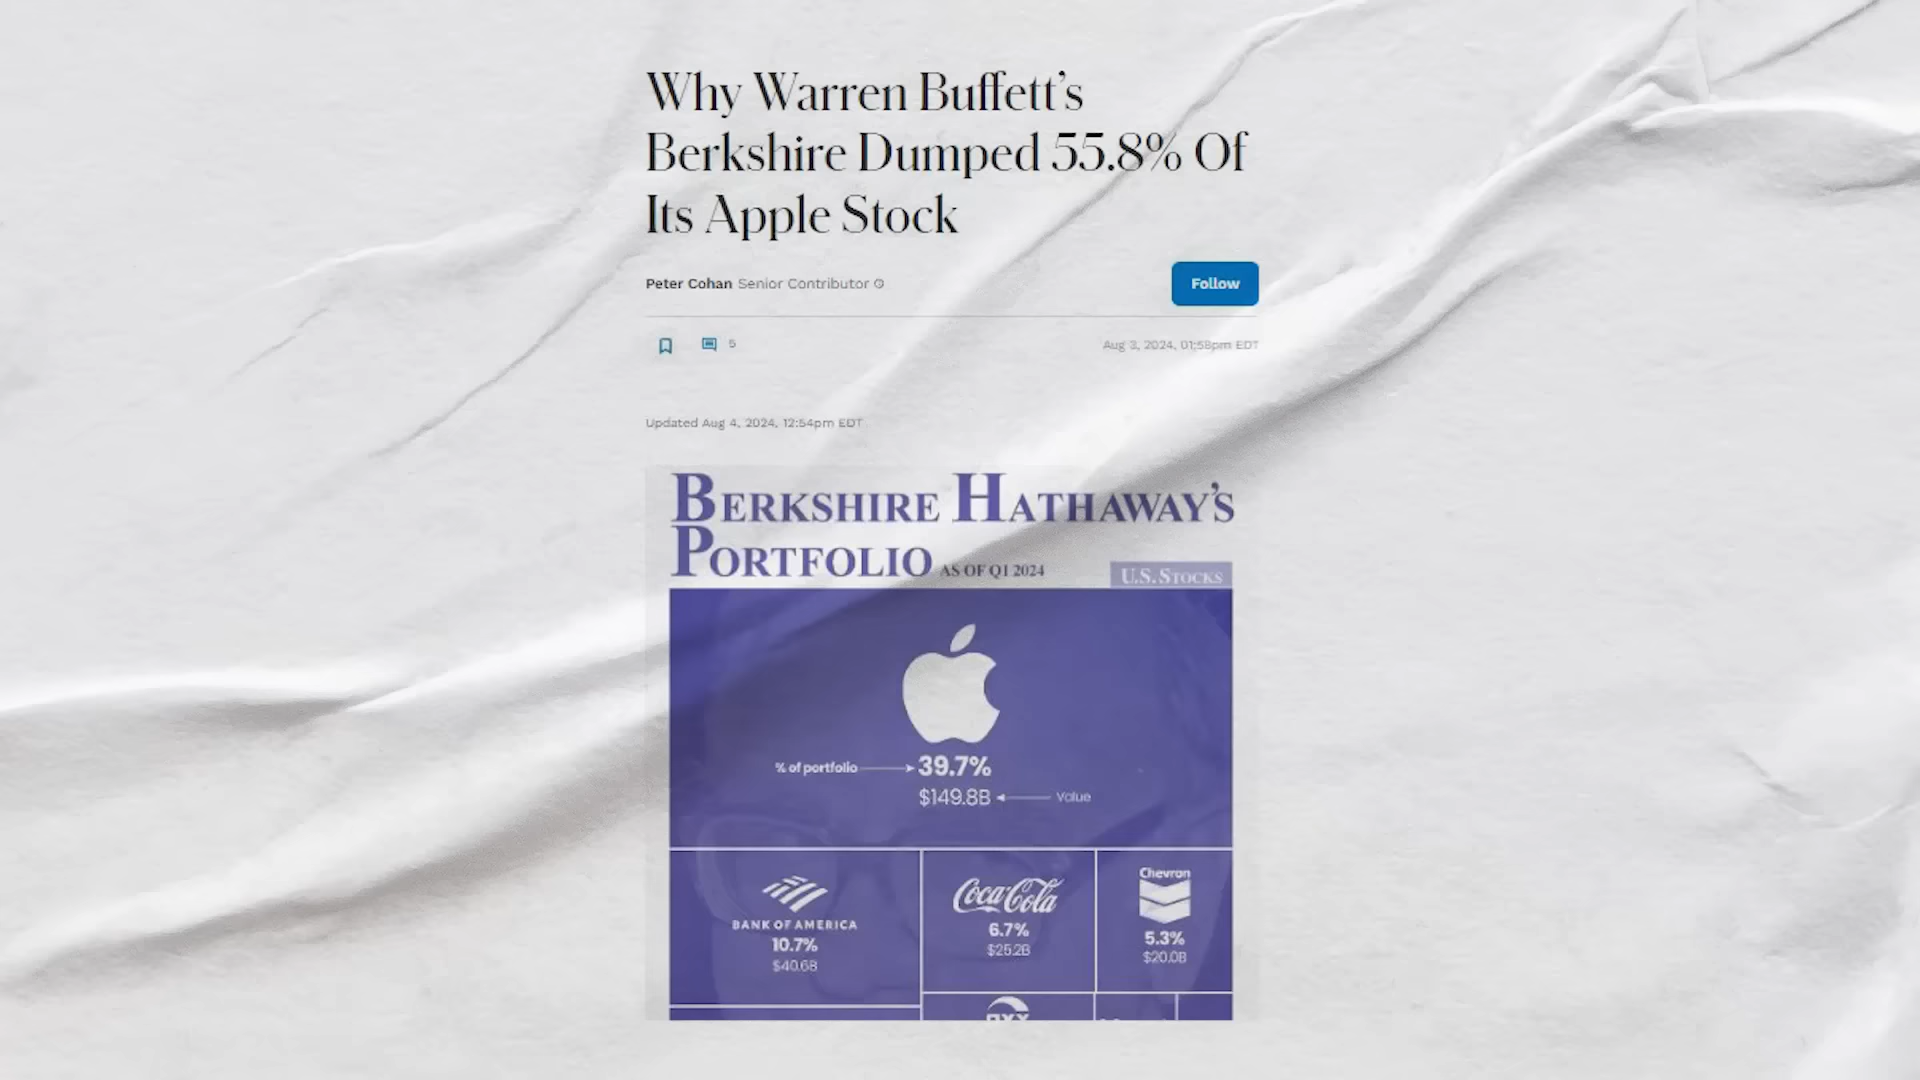 Why Warren Buffett's
Berkshire Dumped 55.8% Of
Its Apple Stock
Peter Cohan Senior Contributor
Follow
5
Aug 3, 2024, 01:58pm EDT
Updated Aug 4, 2024, 12:54pm EDT
BERKSHIRE HATHAWAY'S
PORTFOLIO AS OF Q1 2024
U.S. STOCKS
% of portfolio 39.7%
$149.8B Value
BANK OF AMERICA
10.7%
$40.6B
Coca-Cola
6.7%
$25.2B
Chevron
5.3%
$20.0B